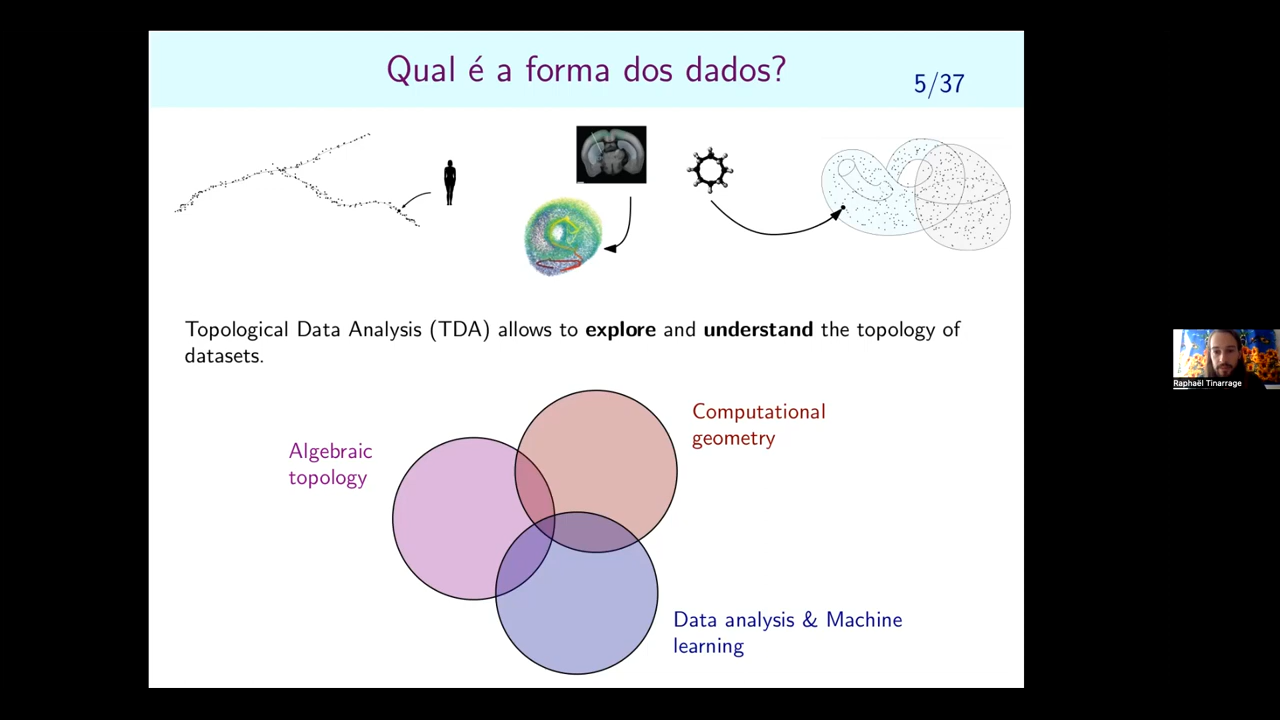 Qual é a forma dos dados?
5/37
Topological Data Analysis (TDA) allows to explore and understand the topology of
datasets.
Computational
geometry
Algebraic
topology
Raphaël Tinarrage
Data analysis & Machine
learning